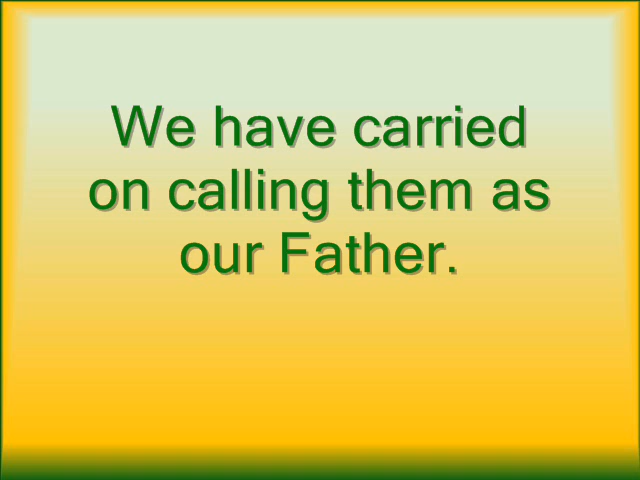 We have carried
on calling them as
our Father.